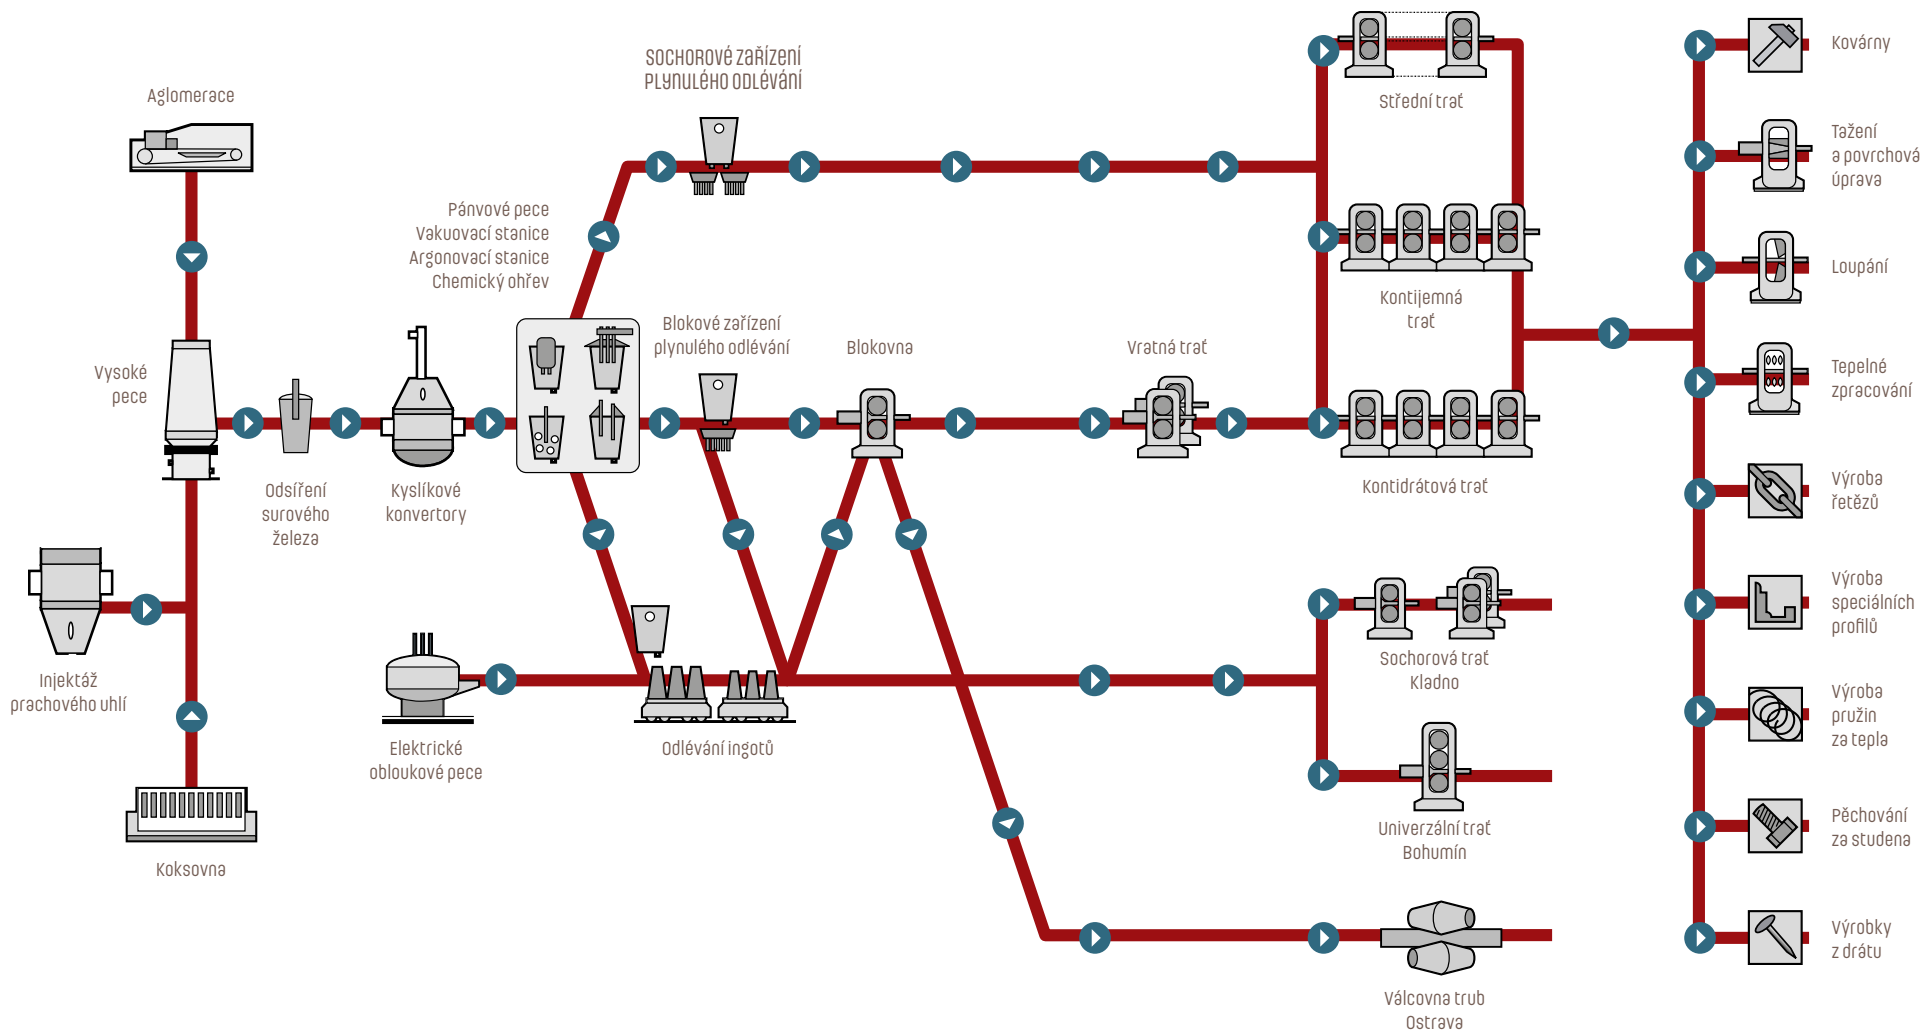 SOCHOROVÉ ZAŘÍZENÍ
PLYNULÉHO ODLÉVÁNÍ
Aglomerace
Pánvové pece
Vakuovací stanice
Argonovací stanice
Chemický ohřev
Vysoké
pece
Blokové zařízení
plynulého odlévání
Blokovna
Vratná trať
Střední trať
Kontijemná
trať
Kontidrátová trať
Odsíření
surového
železa
Kyslíkové
konvertory
Injektáž
prachového uhlí
Elektrické
obloukové pece
Odlévání ingotů
Koksovna
Sochorová trať
Kladno
Univerzální trať
Bohumín
Válcovna trub
Ostrava
Kovárny
Tažení
a povrchová
úprava
Loupání
Tepelné
zpracování
Výroba
řetězů
Výroba
speciálních
profilů
Výroba
pružin
za tepla
Pěchování
za studena
Výrobky
z drátu